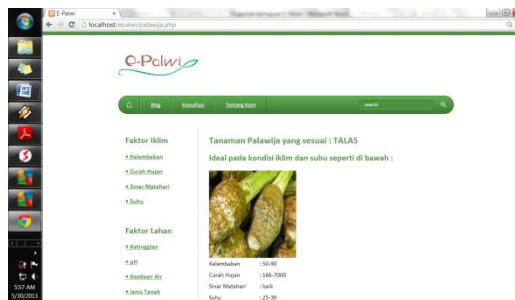 E-Palwi
localhost/epalwi/palawija.php
e-Palwi
Blog
Konsultasi
Tentang Kami
search
Faktor Iklim
Kelembaban
Curah Hujan
Sinar Matahari
Suhu
Faktor Lahan
Ketinggian
pH
Keadaan Air
Jenis Tanah
Tanaman Palawija yang sesuai : TALAS
Ideal pada kondisi iklim dan suhu seperti di bawah :
Kelembaban : 50-90
Curah Hujan : 166-7000
Sinar Matahari : baik
Suhu : 25-30
5:57 AM
5/30/2013